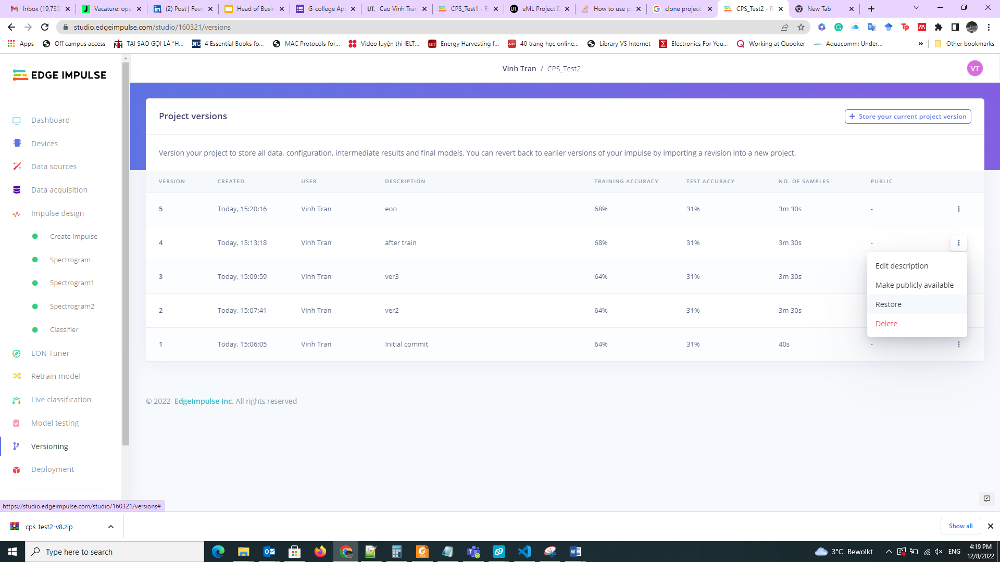 Inbox (19,735
Vacature: ope
(2) Post | Feed
Head of Busin
G-college App
UT. Cao Vinh Tran
CPS_Test1 - R
eML Project D
How to use p
clone project
CPS_Test2 - P
New Tab
studio.edgeimpulse.com/studio/160321/versions
Apps
Off campus access
TẠI SAO GỌI LÀ "H...
4 Essential Books fo...
MAC Protocols for...
Video luyện thi IELT...
Energy Harvesting f...
40 trang học online...
Library VS Internet
Electronics For You...
Working at Quooker
Aquacomm: Under...
»
Other bookmarks
EDGE IMPULSE
Vinh Tran / CPS_Test2
VT
Dashboard
Devices
Data sources
Data acquisition
Impulse design
Create impulse
Spectrogram
Spectrogram1
Spectrogram2
Classifier
EON Tuner
Retrain model
Live classification
Model testing
Versioning
Deployment
Project versions
+ Store your current project version
Version your project to store all data, configuration, intermediate results and final models. You can revert back to earlier versions of your impulse by importing a revision into a new project.
VERSION CREATED USER DESCRIPTION TRAINING ACCURACY TEST ACCURACY NO. OF SAMPLES PUBLIC
5 Today, 15:20:16 Vinh Tran eon 68% 31% 3m 30s -
4 Today, 15:13:18 Vinh Tran after train 68% 31% 3m 30s -
3 Today, 15:09:59 Vinh Tran ver3 64% 31% 3m 30s
2 Today, 15:07:41 Vinh Tran ver2 64% 31% 3m 30s
1 Today, 15:06:05 Vinh Tran Initial commit 64% 31% 40s -
Edit description
Make publicly available
Restore
Delete
© 2022 EdgeImpulse Inc. All rights reserved
https://studio.edgeimpulse.com/studio/160321/versions#
cps_test2-v8.zip
Show all
Type here to search
3°C Bewolkt
ENG
4:19 PM
12/8/2022